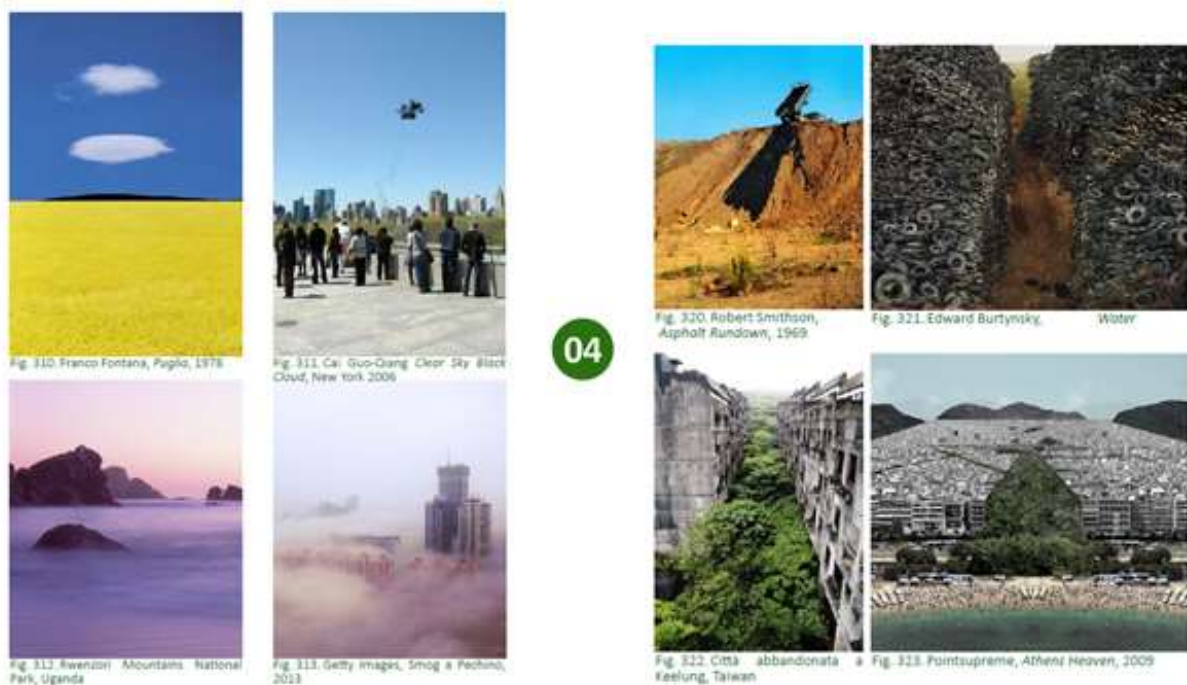 Fig. 310. Franco Fontana, Puglia, 1978
Fig. 311. Cai Guo-Qiang Clear Sky Black
Cloud, New York 2006
Fig. 312. Rwenzori Mountains National
Park, Uganda
Fig. 313. Getty Images, Smog a Pechino,
2013
04
Fig. 320. Robert Smithson,
Asphalt Rundown, 1969
Fig. 321. Edward Burtynsky, Water
Fig. 322. Città abbandonata a
Keelung, Taiwan
Fig. 323. Pointsupreme, Athens Heaven, 2009